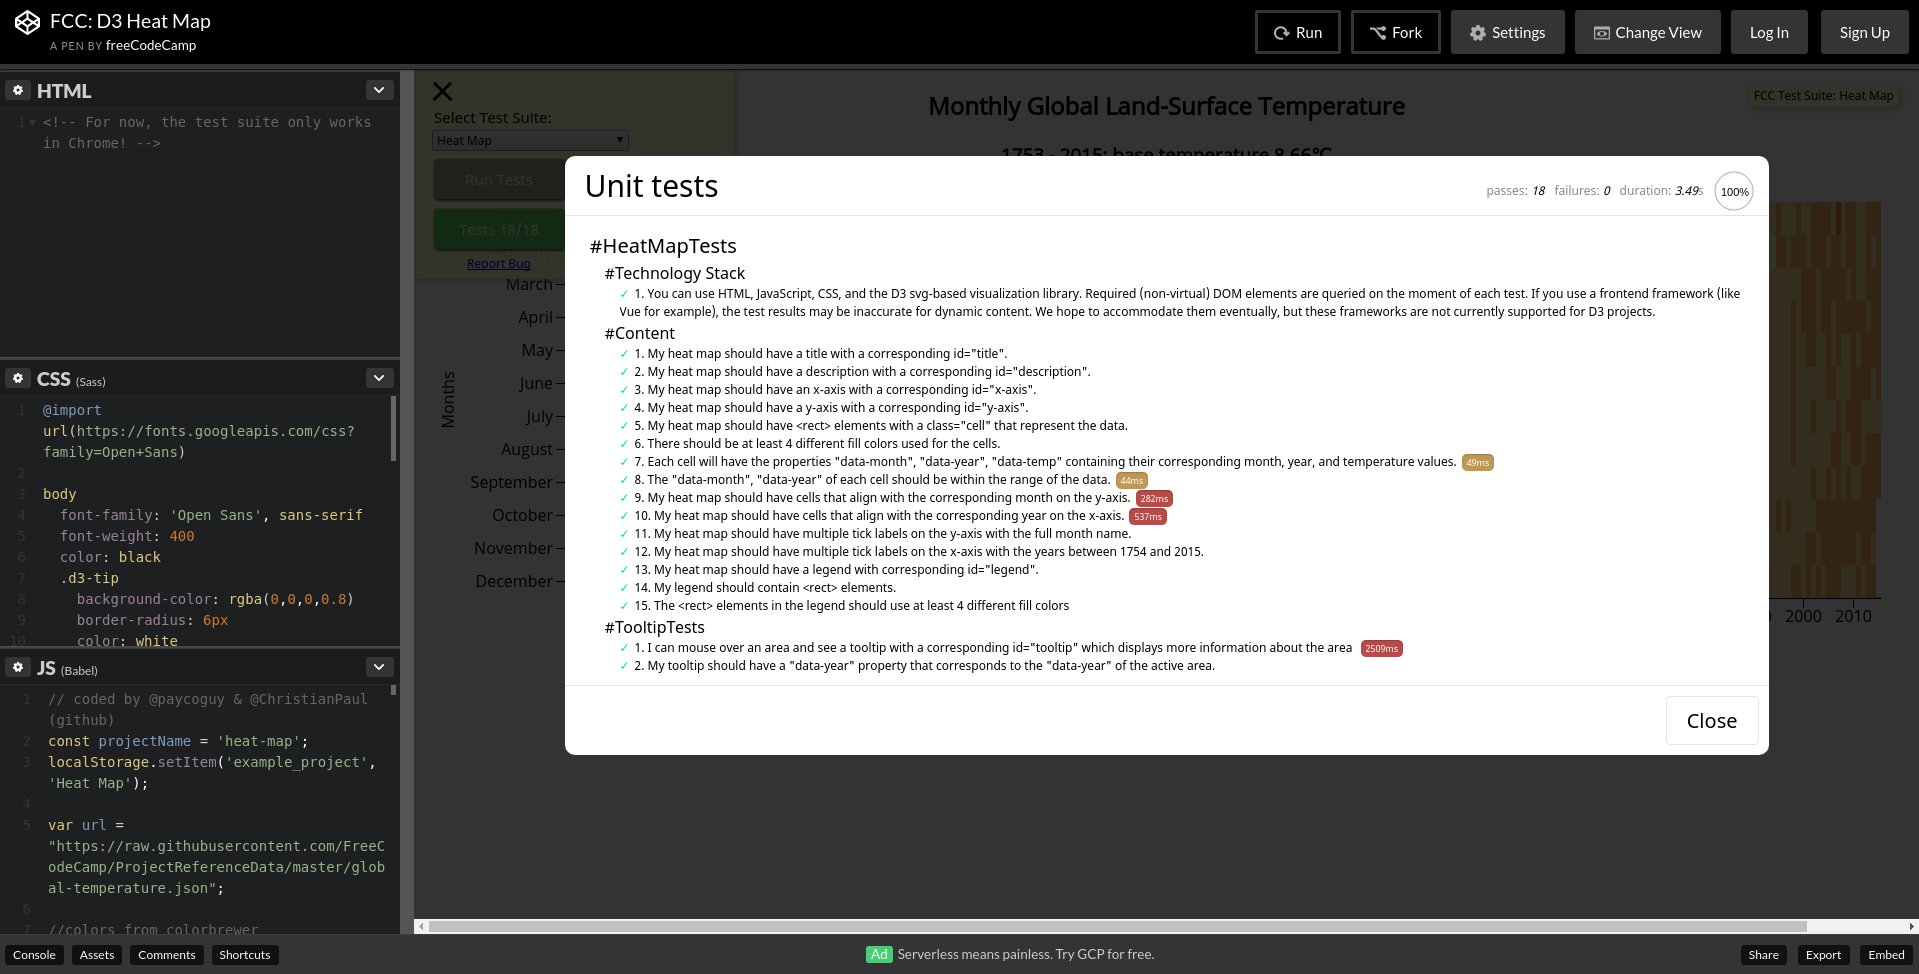 FCC: D3 Heat Map
A PEN BY freeCodeCamp
Run
Fork
Settings
Change View
Log In
Sign Up
HTML
1 <!-- For now, the test suite only works
in Chrome! -->
CSS (Sass)
1 @import
url(https://fonts.googleapis.com/css?
family=Open+Sans)
2
3 body
4 font-family: 'Open Sans', sans-serif
5 font-weight: 400
6 color: black
7 .d3-tip
8 background-color: rgba(0,0,0,0.8)
9 border-radius: 6px
10 color: white
JS (Babel)
1 // coded by @paycoguy & @ChristianPaul
(github)
2 const projectName = 'heat-map';
3 localStorage.setItem('example_project',
'Heat Map');
4
5 var url =
"https://raw.githubusercontent.com/FreeC
odeCamp/ProjectReferenceData/master/glob
al-temperature.json";
6
7 //colors from colorbrewer
Select Test Suite:
Heat Map
Run Tests
Tests 18/18
Report Bug
Monthly Global Land-Surface Temperature
1753 - 2015: base temperature 8.66℃
FCC Test Suite: Heat Map
Months
March
April
May
June
July
August
September
October
November
December
2000
2010
Unit tests
passes: 18 failures: 0 duration: 3.49s 100%
#HeatMapTests
#Technology Stack
✓ 1. You can use HTML, JavaScript, CSS, and the D3 svg-based visualization library. Required (non-virtual) DOM elements are queried on the moment of each test. If you use a frontend framework (like
Vue for example), the test results may be inaccurate for dynamic content. We hope to accommodate them eventually, but these frameworks are not currently supported for D3 projects.
#Content
✓ 1. My heat map should have a title with a corresponding id="title".
✓ 2. My heat map should have a description with a corresponding id="description".
✓ 3. My heat map should have an x-axis with a corresponding id="x-axis".
✓ 4. My heat map should have a y-axis with a corresponding id="y-axis".
✓ 5. My heat map should have <rect> elements with a class="cell" that represent the data.
✓ 6. There should be at least 4 different fill colors used for the cells.
✓ 7. Each cell will have the properties "data-month", "data-year", "data-temp" containing their corresponding month, year, and temperature values. 49ms
✓ 8. The "data-month", "data-year" of each cell should be within the range of the data. 44ms
✓ 9. My heat map should have cells that align with the corresponding month on the y-axis. 282ms
✓ 10. My heat map should have cells that align with the corresponding year on the x-axis. 537ms
✓ 11. My heat map should have multiple tick labels on the y-axis with the full month name.
✓ 12. My heat map should have multiple tick labels on the x-axis with the years between 1754 and 2015.
✓ 13. My heat map should have a legend with corresponding id="legend".
✓ 14. My legend should contain <rect> elements.
✓ 15. The <rect> elements in the legend should use at least 4 different fill colors
#TooltipTests
✓ 1. I can mouse over an area and see a tooltip with a corresponding id="tooltip" which displays more information about the area 2509ms
✓ 2. My tooltip should have a "data-year" property that corresponds to the "data-year" of the active area.
Close
Console
Assets
Comments
Shortcuts
Ad Serverless means painless. Try GCP for free.
Share
Export
Embed